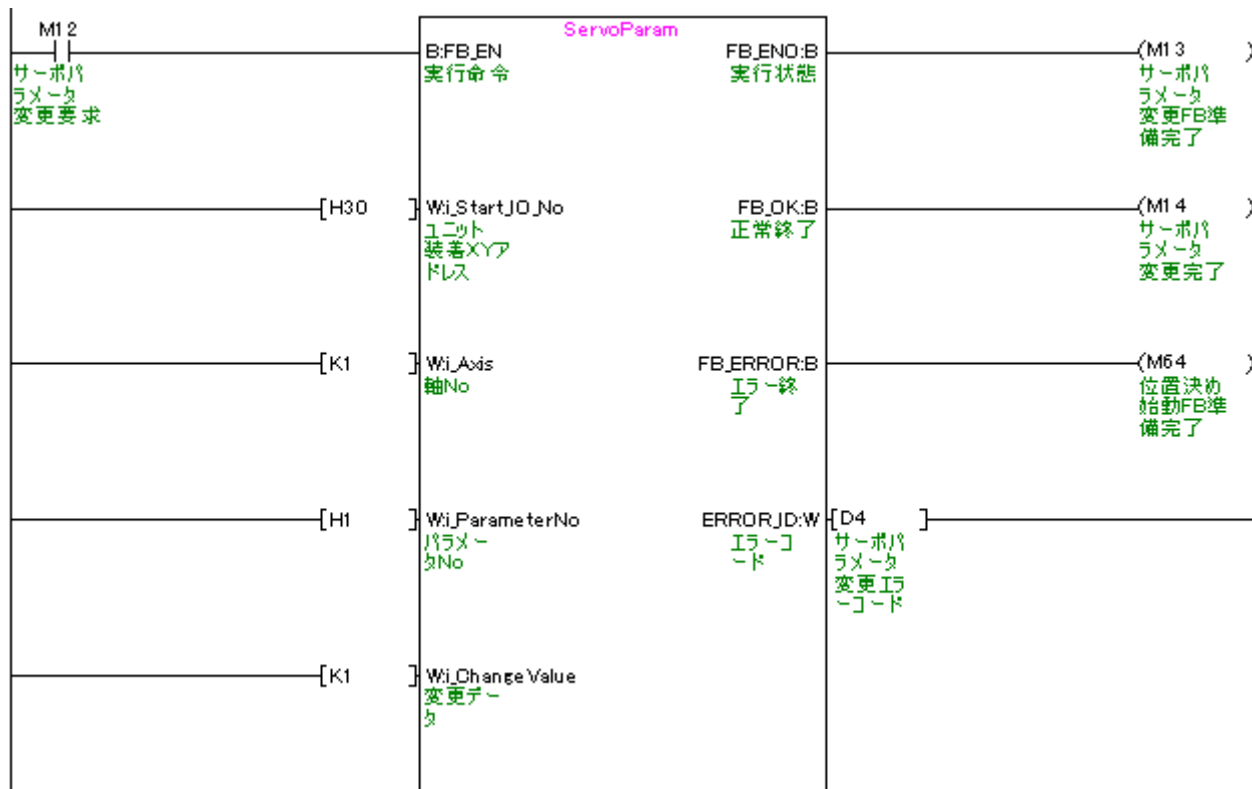 ServoParam
M12
サーボパ
ラメータ
変更要求
B:FB_EN
実行命令
FB_ENO:B
実行状態
(M13 )
サーボパ
ラメータ
変更FB準
備完了
[H30 ]
W:i_Start_IO_No
ユニット
装着XYア
ドレス
FB_OK:B
正常終了
(M14 )
サーボパ
ラメータ
変更完了
[K1 ]
W:i_Axis
軸No
FB_ERROR:B
エラー終
了
(M64 )
位置決め
始動FB準
備完了
[H1 ]
W:i_ParameterNo
パラメー
タNo
ERROR_ID:W
エラーコ
ード
[D4 ]
サーボパ
ラメータ
変更エラ
ーコード
[K1 ]
W:i_Change Value
変更デー
タ